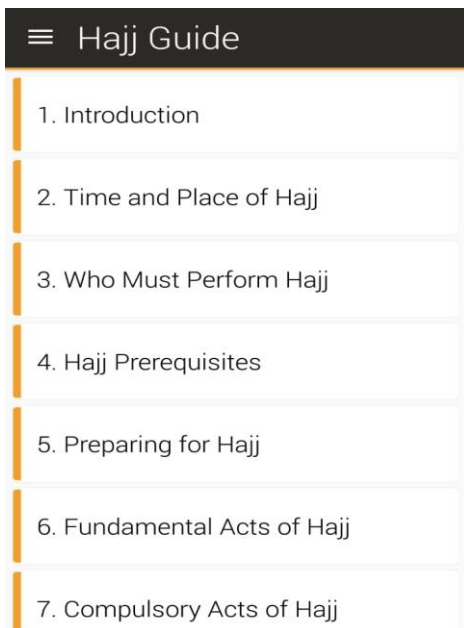 Hajj Guide
1. Introduction
2. Time and Place of Hajj
3. Who Must Perform Hajj
4. Hajj Prerequisites
5. Preparing for Hajj
6. Fundamental Acts of Hajj
7. Compulsory Acts of Hajj